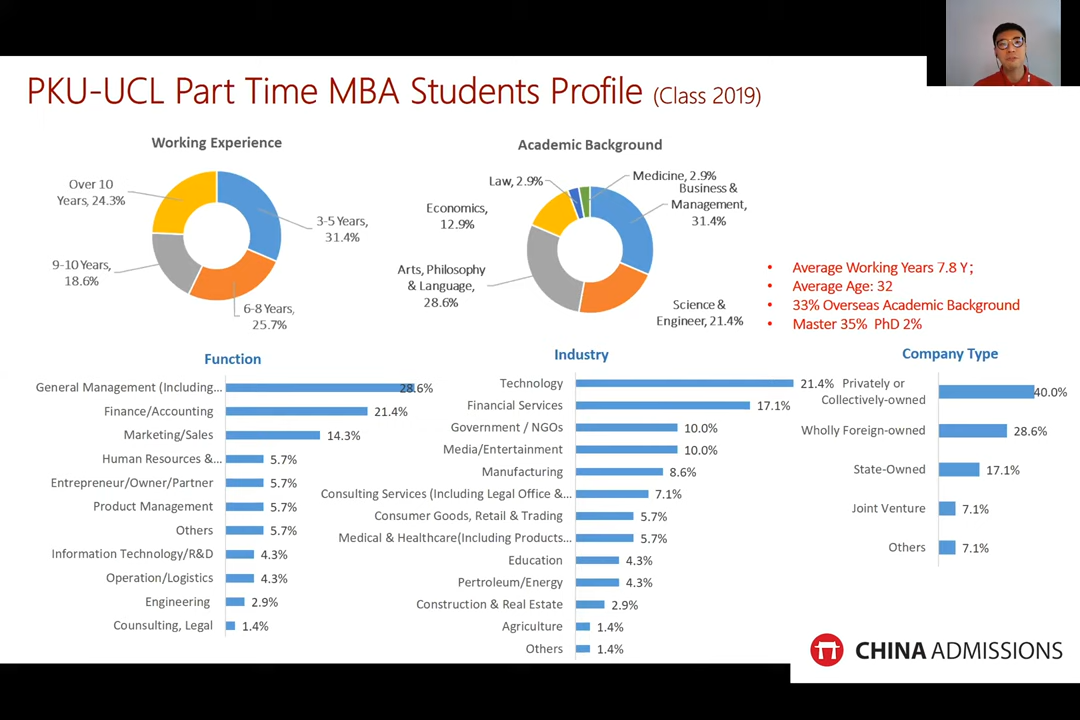 PKU-UCL Part Time MBA Students Profile (Class 2019)
Working Experience
Over 10
Years, 24.3%
3-5 Years,
31.4%
9-10 Years,
18.6%
6-8 Years,
25.7%
Academic Background
Law, 2.9%
Medicine, 2.9%
Business &
Management,
31.4%
Economics,
12.9%
Arts, Philosophy
& Language,
28.6%
Science &
Engineer, 21.4%
• Average Working Years 7.8 Y；
• Average Age: 32
• 33% Overseas Academic Background
• Master 35% PhD 2%
Function
General Management (Including... 28.6%
Finance/Accounting 21.4%
Marketing/Sales 14.3%
Human Resources &... 5.7%
Entrepreneur/Owner/Partner 5.7%
Product Management 5.7%
Others 5.7%
Information Technology/R&D 4.3%
Operation/Logistics 4.3%
Engineering 2.9%
Counsulting, Legal 1.4%
Industry
Technology 21.4%
Financial Services 17.1%
Government / NGOs 10.0%
Media/Entertainment 10.0%
Manufacturing 8.6%
Consulting Services (Including Legal Office &... 7.1%
Consumer Goods, Retail & Trading 5.7%
Medical & Healthcare(Including Products... 5.7%
Education 4.3%
Pertroleum/Energy 4.3%
Construction & Real Estate 2.9%
Agriculture 1.4%
Others 1.4%
Company Type
Privately or
Collectively-owned 40.0%
Wholly Foreign-owned 28.6%
State-Owned 17.1%
Joint Venture 7.1%
Others 7.1%
CHINA ADMISSIONS